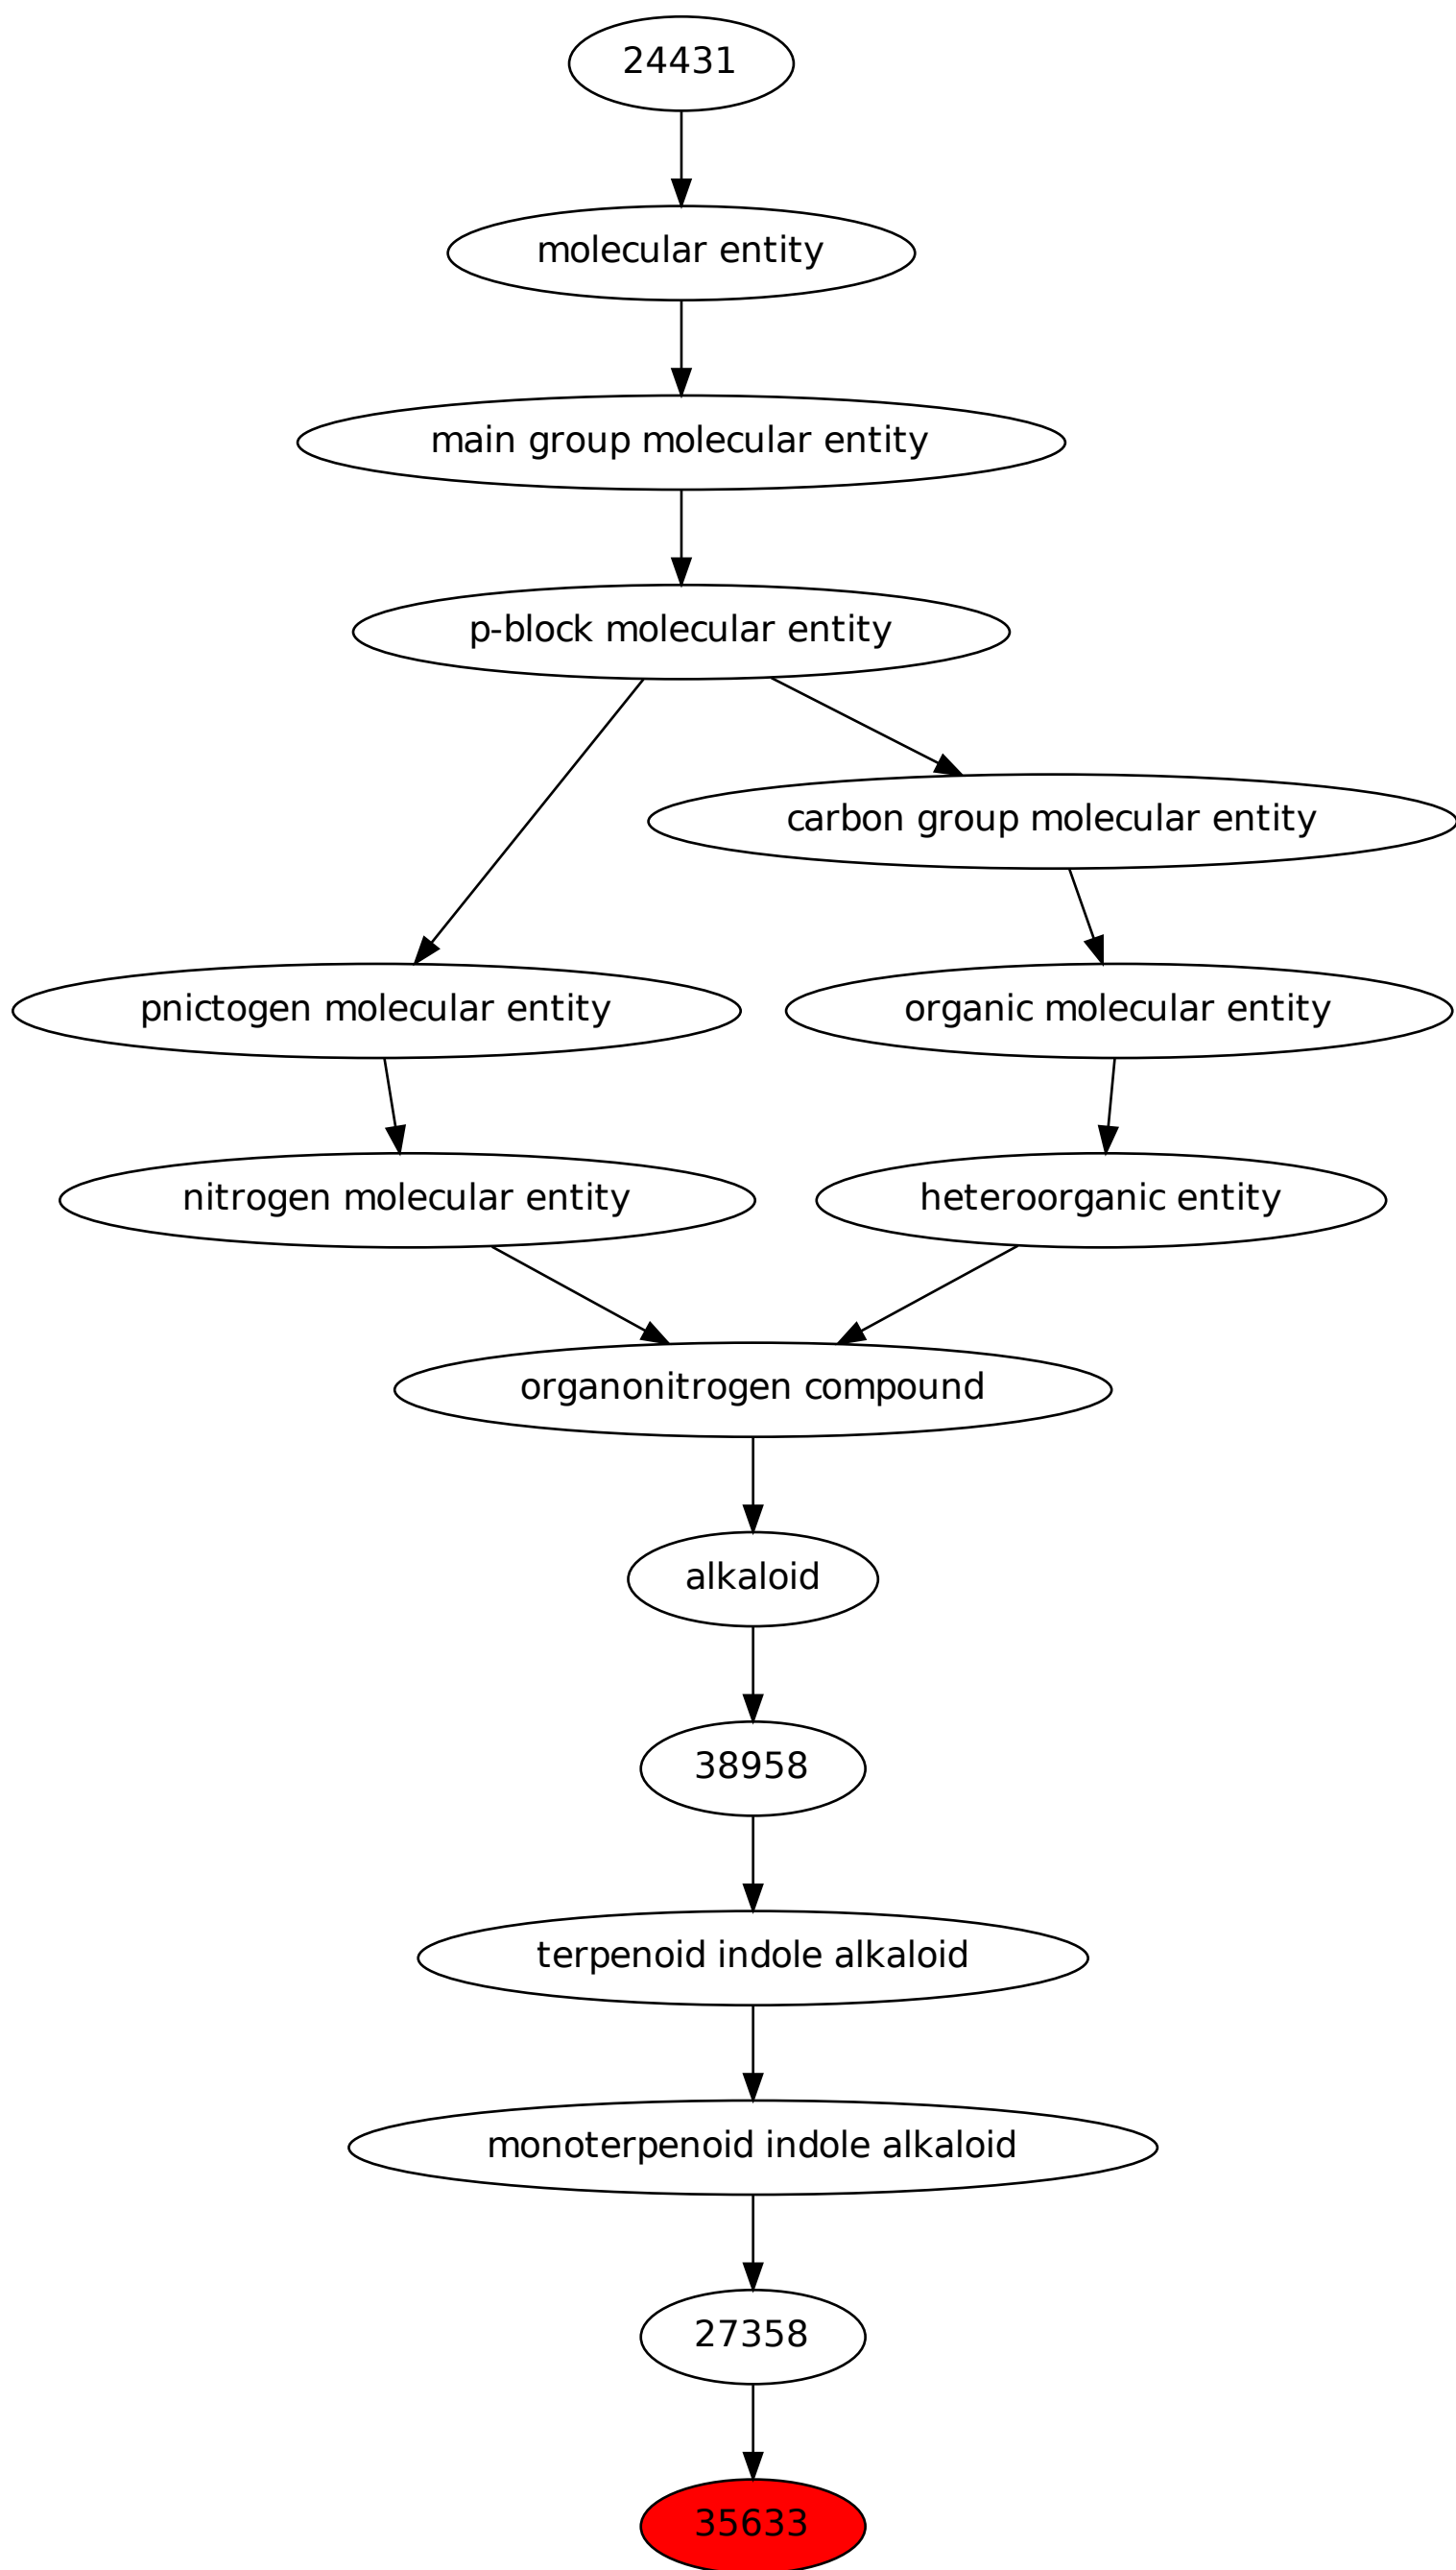 24431
molecular entity
main group molecular entity
p-block molecular entity
carbon group molecular entity
pnictogen molecular entity
organic molecular entity
nitrogen molecular entity
heteroorganic entity
organonitrogen compound
alkaloid
38958
terpenoid indole alkaloid
monoterpenoid indole alkaloid
27358
35633